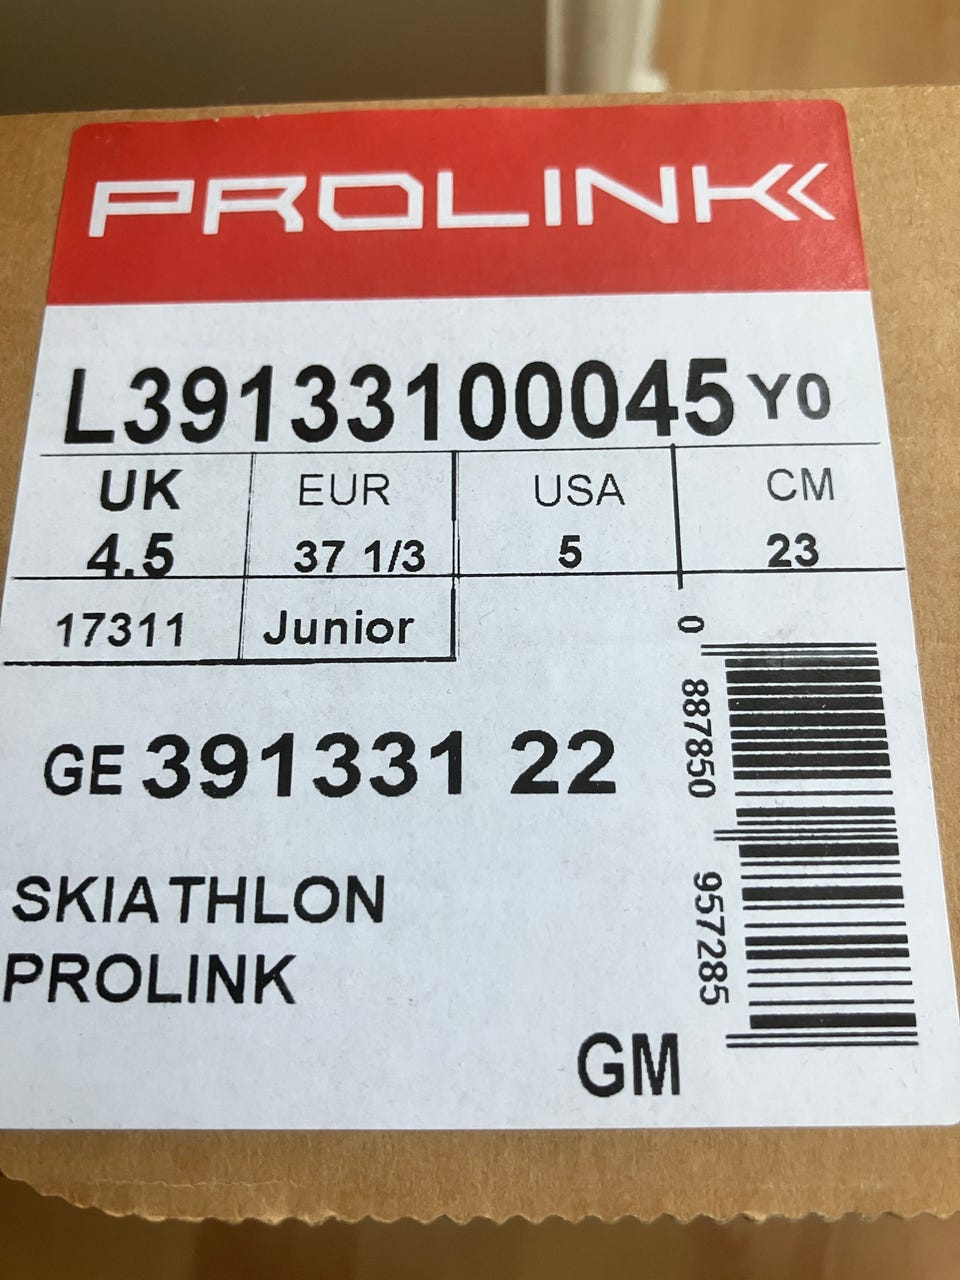 PROLINK
L39133100045 Y0
UK EUR USA CM
4.5 37 1/3 5 23
17311 Junior
GE 391331 22
SKIATHLON
PROLINK
GM
0 887850 957285